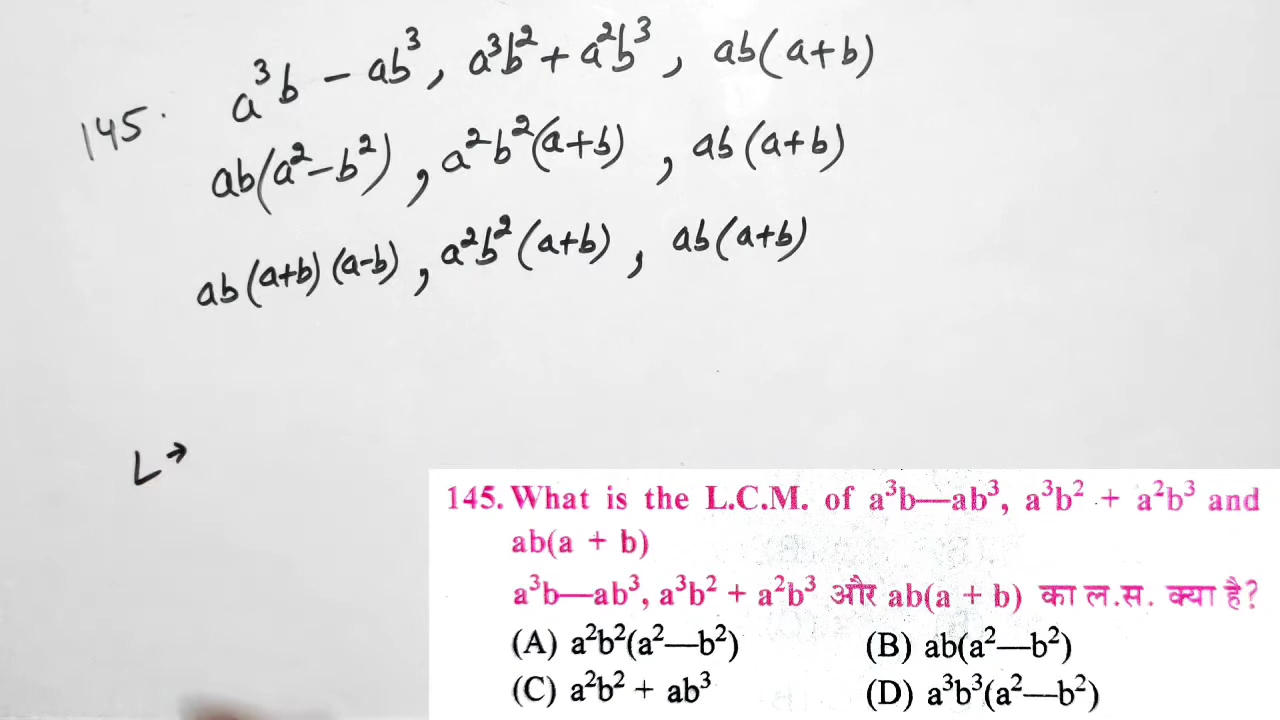 145. a³b - ab³, a³b² + a²b³, ab(a+b)
ab(a²-b²), a²b²(a+b), ab(a+b)
ab(a+b)(a-b), a²b²(a+b), ab(a+b)
L→
145. What is the L.C.M. of a³b—ab³, a³b² + a²b³ and
ab(a + b)
a³b—ab³, a³b² + a²b³ और ab(a + b) का ल.स. क्या है?
(A) a²b²(a²—b²) (B) ab(a²—b²)
(C) a²b² + ab³ (D) a³b³(a²—b²)